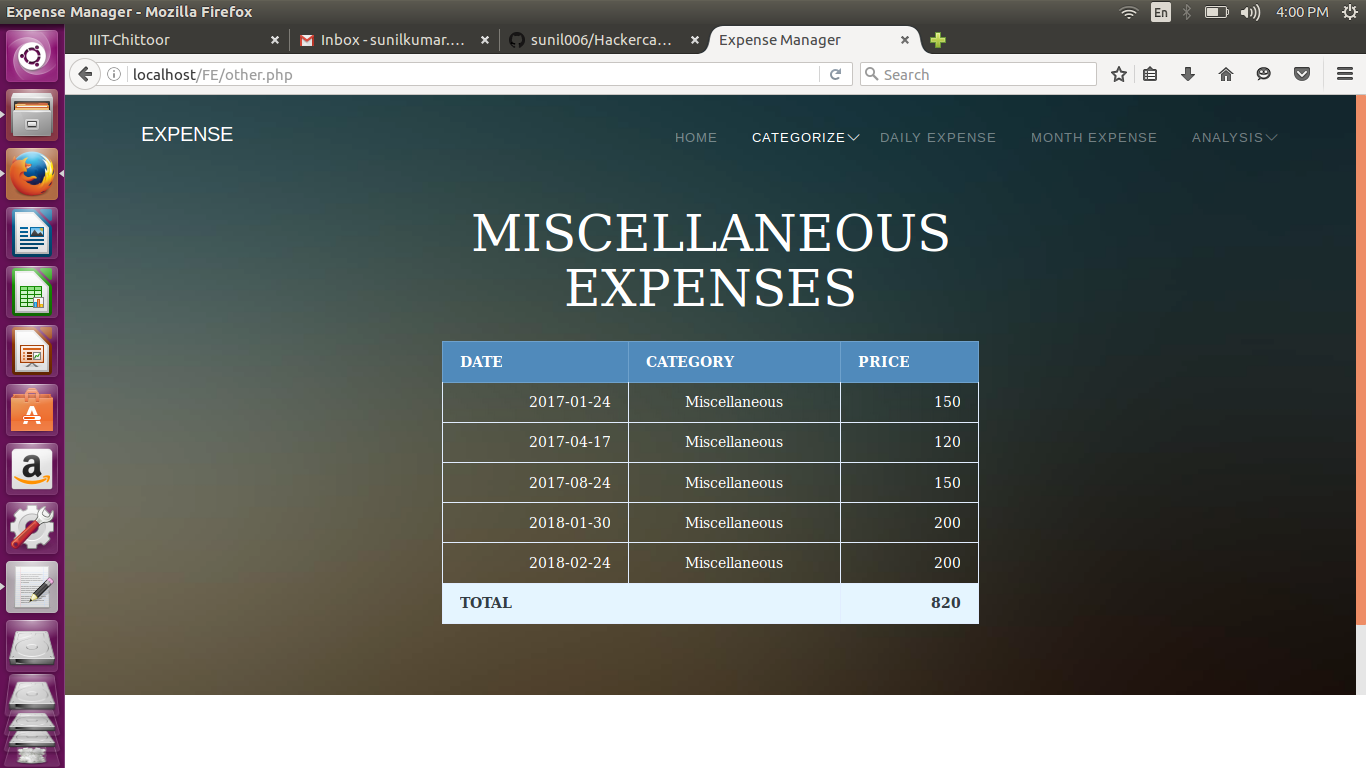 Expense Manager - Mozilla Firefox
En
4:00 PM
IIIT-Chittoor
Inbox - sunilkumar....
sunil006/Hackerca...
Expense Manager
localhost/FE/other.php
Search
EXPENSE
HOME
CATEGORIZE
DAILY EXPENSE
MONTH EXPENSE
ANALYSIS
MISCELLANEOUS
EXPENSES
DATE CATEGORY PRICE
2017-01-24 Miscellaneous 150
2017-04-17 Miscellaneous 120
2017-08-24 Miscellaneous 150
2018-01-30 Miscellaneous 200
2018-02-24 Miscellaneous 200
TOTAL 820